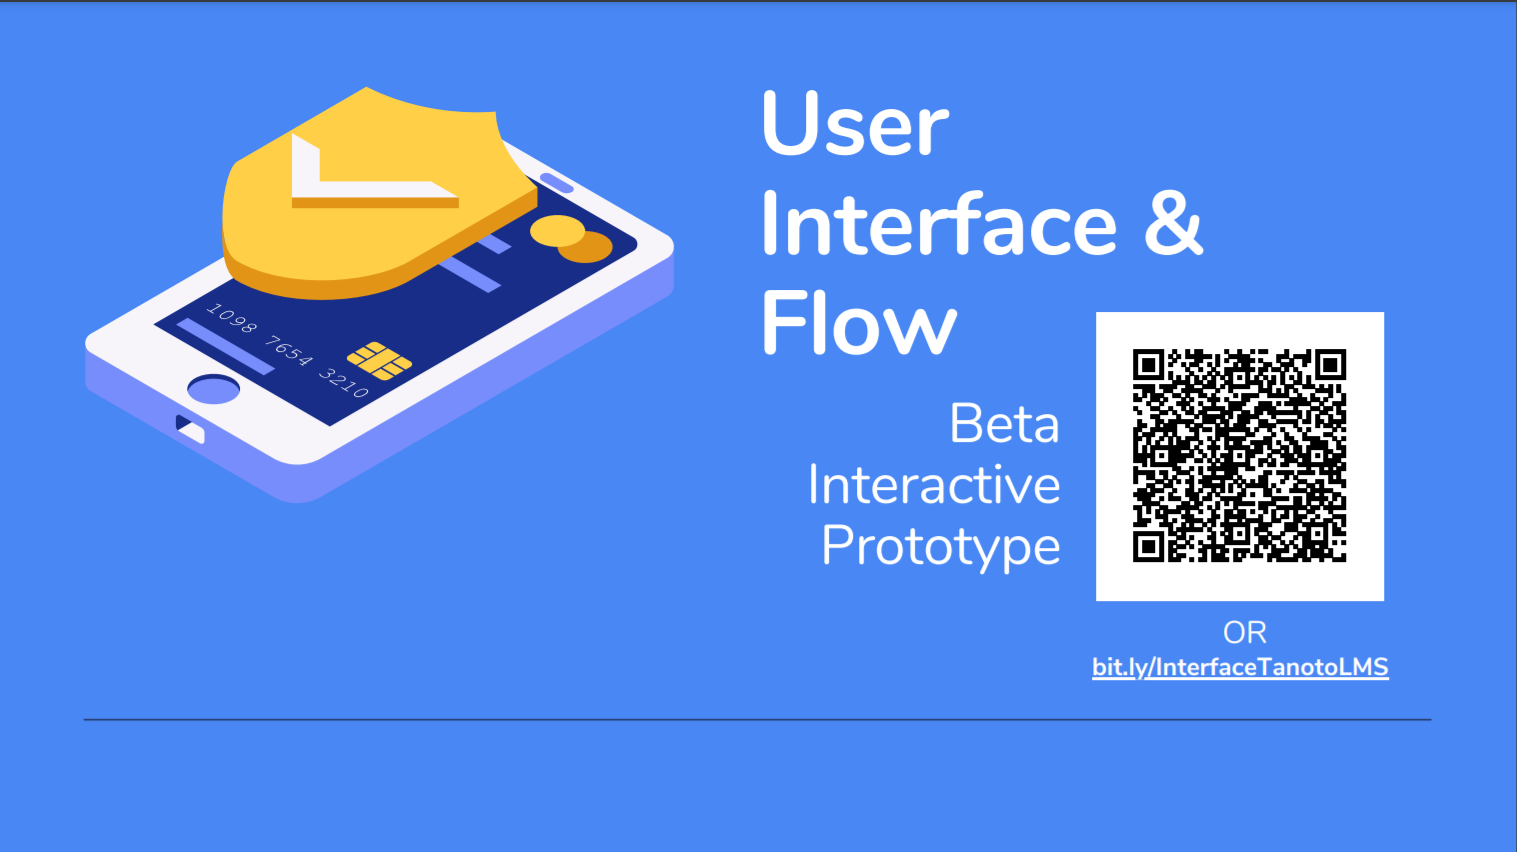 User
Interface &
Flow
Beta
Interactive
Prototype
OR
bit.ly/InterfaceTanotoLMS
1098 7654 3210